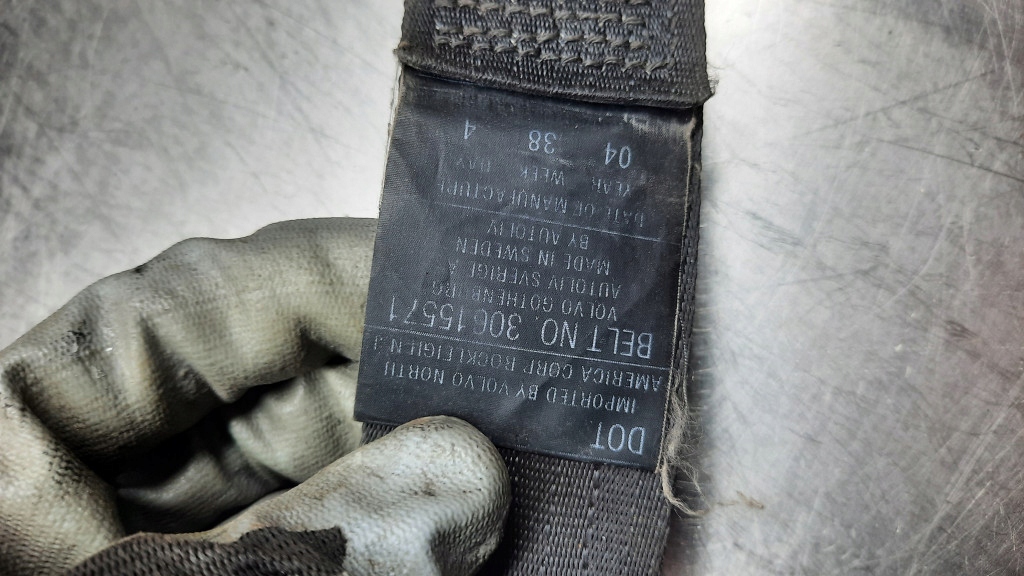 DOT
IMPORTED BY VOLVO NORTH
AMERICA CORP. ROCKLEIGH N J
BELT NO 30615571
VOLVO GOTHENBURG
AUTOLIV SVERIGE
MADE IN SWEDEN
BY AUTOLIV
DATE OF MANUFACTURE
YEAR WEEK DAY
04 38 4